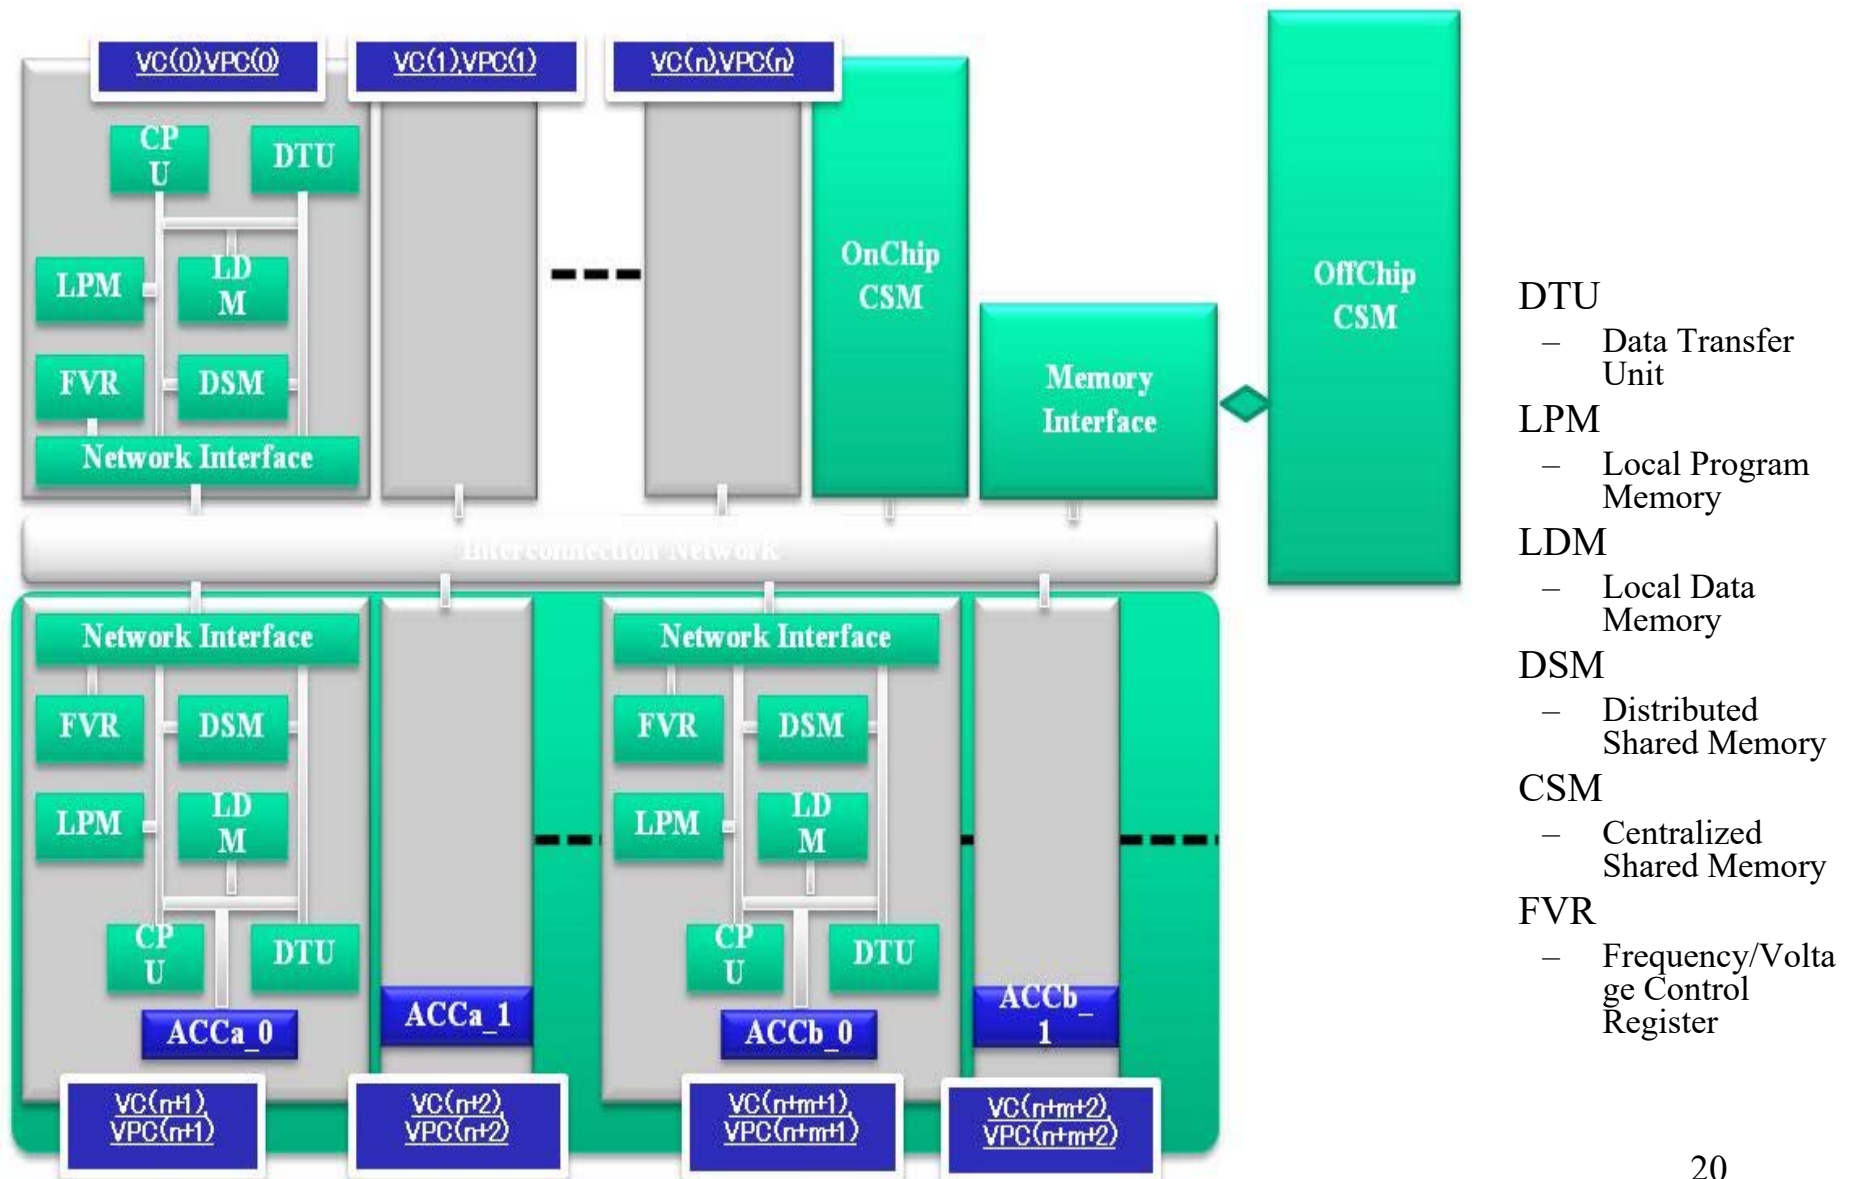 VC(0),VPC(0)
VC(1),VPC(1)
VC(n),VPC(n)
CP
U
DTU
LPM
LD
M
FVR
DSM
Network Interface
OnChip
CSM
Memory
Interface
OffChip
CSM
Interconnection Network
Network Interface
FVR
DSM
LPM
LD
M
CP
U
DTU
ACCa_0
ACCa_1
Network Interface
FVR
DSM
LPM
LD
M
CP
U
DTU
ACCb_0
ACCb_
1
VC(n+1),
VPC(n+1)
VC(n+2),
VPC(n+2)
VC(n+m+1),
VPC(n+m+1)
VC(n+m+2),
VPC(n+m+2)
DTU
– Data Transfer
Unit
LPM
– Local Program
Memory
LDM
– Local Data
Memory
DSM
– Distributed
Shared Memory
CSM
– Centralized
Shared Memory
FVR
– Frequency/Volta
ge Control
Register
20